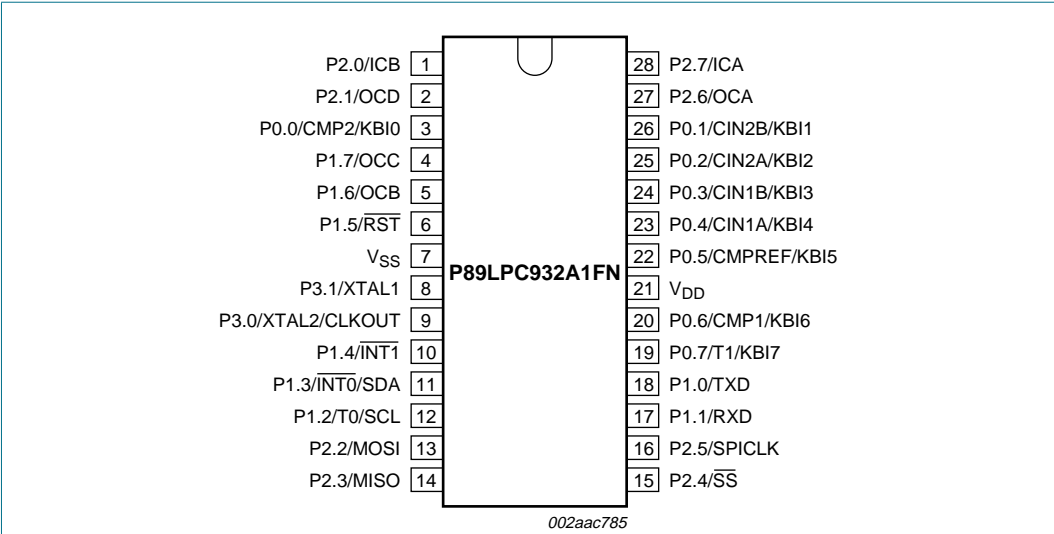 P2.0/ICB 1
P2.1/OCD 2
P0.0/CMP2/KBI0 3
P1.7/OCC 4
P1.6/OCB 5
P1.5/R̅S̅T̅ 6
VSS 7
P3.1/XTAL1 8
P3.0/XTAL2/CLKOUT 9
P1.4/I̅N̅T̅1̅ 10
P1.3/I̅N̅T̅0̅/SDA 11
P1.2/T0/SCL 12
P2.2/MOSI 13
P2.3/MISO 14
P89LPC932A1FN
28 P2.7/ICA
27 P2.6/OCA
26 P0.1/CIN2B/KBI1
25 P0.2/CIN2A/KBI2
24 P0.3/CIN1B/KBI3
23 P0.4/CIN1A/KBI4
22 P0.5/CMPREF/KBI5
21 VDD
20 P0.6/CMP1/KBI6
19 P0.7/T1/KBI7
18 P1.0/TXD
17 P1.1/RXD
16 P2.5/SPICLK
15 P2.4/S̅S̅
002aac785